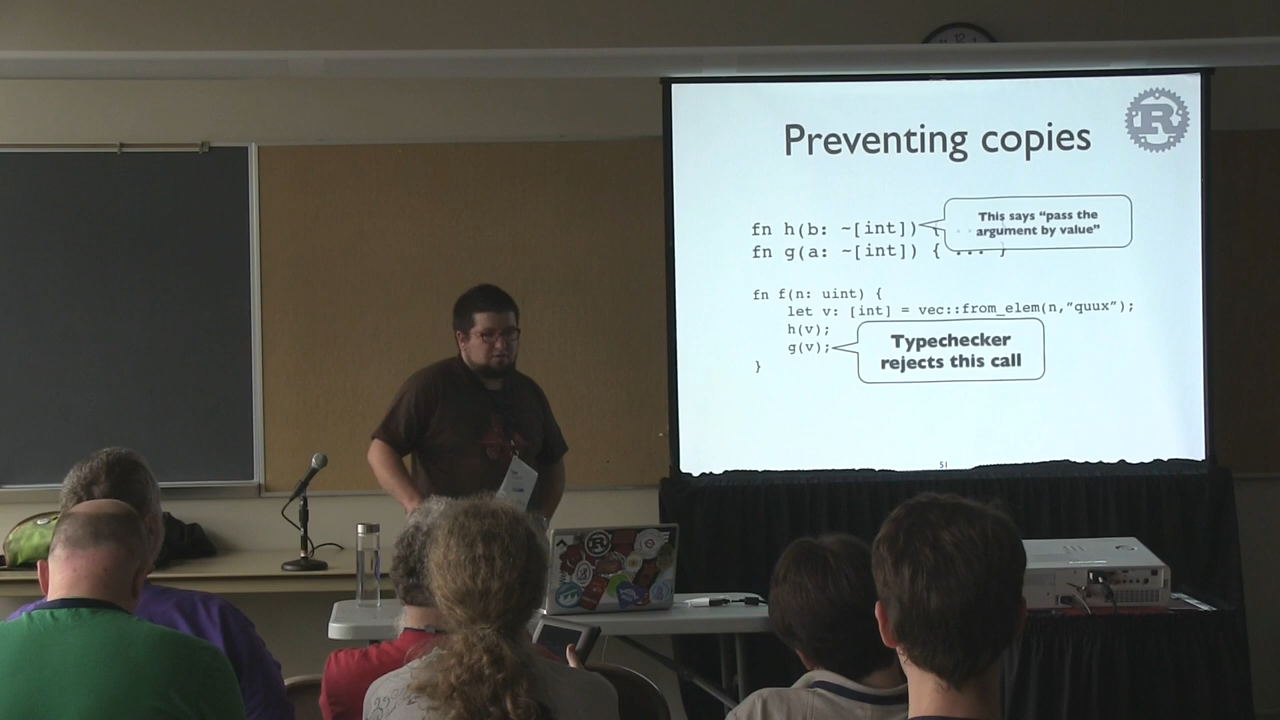 Preventing copies
R
fn h(b: ~[int]) {
This says “pass the
argument by value”
fn g(a: ~[int]) { ... }
fn f(n: uint) {
let v: [int] = vec::from_elem(n,"quux");
h(v);
g(v);
Typechecker
rejects this call
}
51